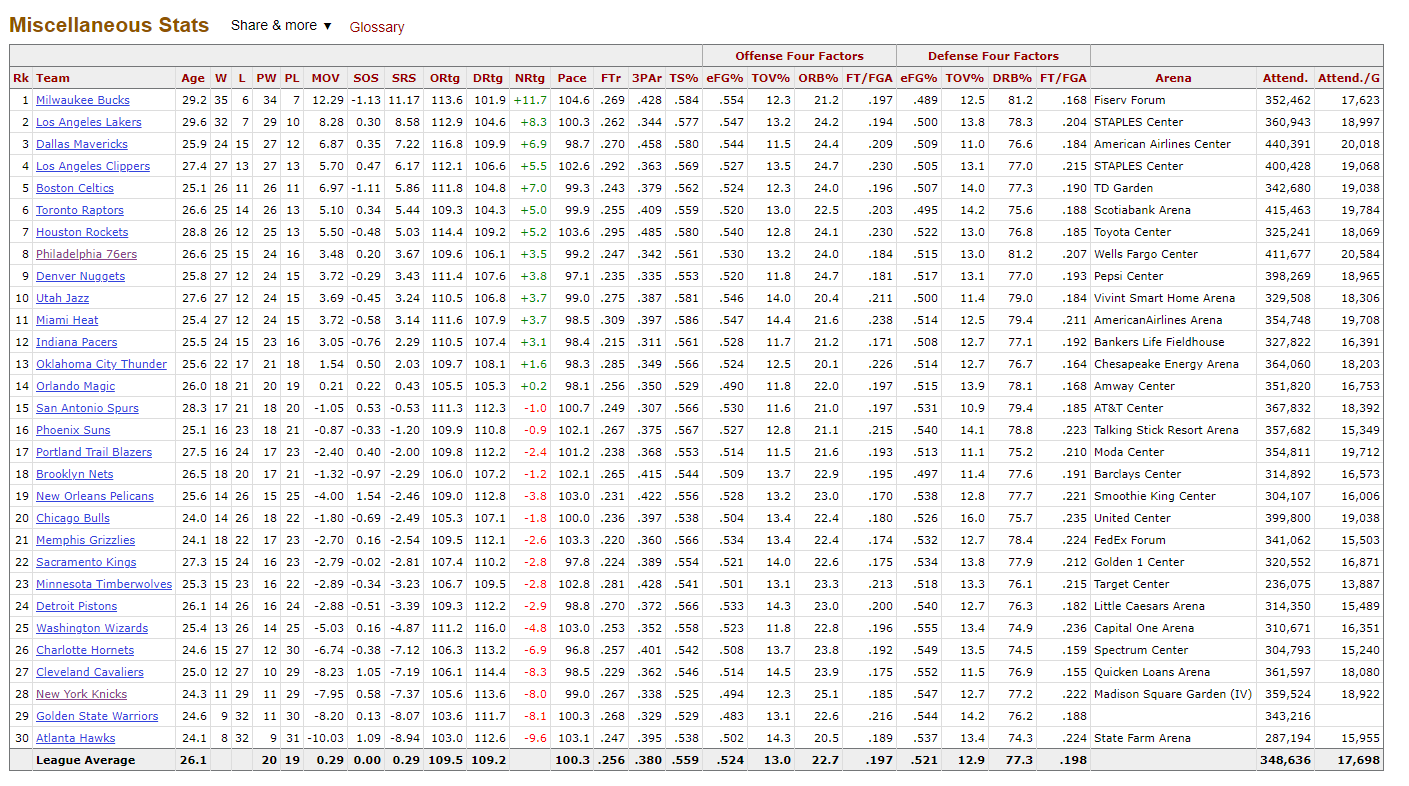 Miscellaneous Stats Share & more ▼ Glossary
Offense Four Factors Defense Four Factors
Rk Team Age W L PW PL MOV SOS SRS ORtg DRtg NRtg Pace FTr 3PAr TS% eFG% TOV% ORB% FT/FGA eFG% TOV% DRB% FT/FGA Arena Attend. Attend./G
1 Milwaukee Bucks 29.2 35 6 34 7 12.29 -1.13 11.17 113.6 101.9 +11.7 104.6 .269 .428 .584 .554 12.3 21.2 .197 .489 12.5 81.2 .168 Fiserv Forum 352,462 17,623
2 Los Angeles Lakers 29.6 32 7 29 10 8.28 0.30 8.58 112.9 104.6 +8.3 100.3 .262 .344 .577 .547 13.2 24.2 .194 .500 13.8 78.3 .204 STAPLES Center 360,943 18,997
3 Dallas Mavericks 25.9 24 15 27 12 6.87 0.35 7.22 116.8 109.9 +6.9 98.7 .270 .458 .580 .544 11.5 24.4 .209 .509 11.0 76.6 .184 American Airlines Center 440,391 20,018
4 Los Angeles Clippers 27.4 27 13 27 13 5.70 0.47 6.17 112.1 106.6 +5.5 102.6 .292 .363 .569 .527 13.5 24.7 .230 .505 13.1 77.0 .215 STAPLES Center 400,428 19,068
5 Boston Celtics 25.1 26 11 26 11 6.97 -1.11 5.86 111.8 104.8 +7.0 99.3 .243 .379 .562 .524 12.3 24.0 .196 .507 14.0 77.3 .190 TD Garden 342,680 19,038
6 Toronto Raptors 26.6 25 14 26 13 5.10 0.34 5.44 109.3 104.3 +5.0 99.9 .255 .409 .559 .520 13.0 22.5 .203 .495 14.2 75.6 .188 Scotiabank Arena 415,463 19,784
7 Houston Rockets 28.8 26 12 25 13 5.50 -0.48 5.03 114.4 109.2 +5.2 103.6 .295 .485 .580 .540 12.8 24.1 .230 .522 13.0 76.8 .185 Toyota Center 325,241 18,069
8 Philadelphia 76ers 26.6 25 15 24 16 3.48 0.20 3.67 109.6 106.1 +3.5 99.2 .247 .342 .561 .530 13.2 24.0 .184 .515 13.0 81.2 .207 Wells Fargo Center 411,677 20,584
9 Denver Nuggets 25.8 27 12 24 15 3.72 -0.29 3.43 111.4 107.6 +3.8 97.1 .235 .335 .553 .520 11.8 24.7 .181 .517 13.1 77.0 .193 Pepsi Center 398,269 18,965
10 Utah Jazz 27.6 27 12 24 15 3.69 -0.45 3.24 110.5 106.8 +3.7 99.0 .275 .387 .581 .546 14.0 20.4 .211 .500 11.4 79.0 .184 Vivint Smart Home Arena 329,508 18,306
11 Miami Heat 25.4 27 12 24 15 3.72 -0.58 3.14 111.6 107.9 +3.7 98.5 .309 .397 .586 .547 14.4 21.6 .238 .514 12.5 79.4 .211 AmericanAirlines Arena 354,748 19,708
12 Indiana Pacers 25.5 24 15 23 16 3.05 -0.76 2.29 110.5 107.4 +3.1 98.4 .215 .311 .561 .528 11.7 21.2 .171 .508 12.7 77.1 .192 Bankers Life Fieldhouse 327,822 16,391
13 Oklahoma City Thunder 25.6 22 17 21 18 1.54 0.50 2.03 109.7 108.1 +1.6 98.3 .285 .349 .566 .524 12.5 20.1 .226 .514 12.7 76.7 .164 Chesapeake Energy Arena 364,060 18,203
14 Orlando Magic 26.0 18 21 20 19 0.21 0.22 0.43 105.5 105.3 +0.2 98.1 .256 .350 .529 .490 11.8 22.0 .197 .515 13.9 78.1 .168 Amway Center 351,820 16,753
15 San Antonio Spurs 28.3 17 21 18 20 -1.05 0.53 -0.53 111.3 112.3 -1.0 100.7 .249 .307 .566 .530 11.6 21.0 .197 .531 10.9 79.4 .185 AT&T Center 367,832 18,392
16 Phoenix Suns 25.1 16 23 18 21 -0.87 -0.33 -1.20 109.9 110.8 -0.9 102.1 .267 .375 .567 .527 12.8 21.1 .215 .540 14.1 78.8 .223 Talking Stick Resort Arena 357,682 15,349
17 Portland Trail Blazers 27.5 16 24 17 23 -2.40 0.40 -2.00 109.8 112.2 -2.4 101.2 .238 .368 .553 .514 11.5 21.6 .193 .513 11.1 75.2 .210 Moda Center 354,811 19,712
18 Brooklyn Nets 26.5 18 20 17 21 -1.32 -0.97 -2.29 106.0 107.2 -1.2 102.1 .265 .415 .544 .509 13.7 22.9 .195 .497 11.4 77.6 .191 Barclays Center 314,892 16,573
19 New Orleans Pelicans 25.6 14 26 15 25 -4.00 1.54 -2.46 109.0 112.8 -3.8 103.0 .231 .422 .556 .528 13.2 23.0 .170 .538 12.8 77.7 .221 Smoothie King Center 304,107 16,006
20 Chicago Bulls 24.0 14 26 18 22 -1.80 -0.69 -2.49 105.3 107.1 -1.8 100.0 .236 .397 .538 .504 13.4 22.4 .180 .526 16.0 75.7 .235 United Center 399,800 19,038
21 Memphis Grizzlies 24.1 18 22 17 23 -2.70 0.16 -2.54 109.5 112.1 -2.6 103.3 .220 .360 .566 .534 13.4 22.4 .174 .532 12.7 78.4 .224 FedEx Forum 341,062 15,503
22 Sacramento Kings 27.3 15 24 16 23 -2.79 -0.02 -2.81 107.4 110.2 -2.8 97.8 .224 .389 .554 .521 14.0 22.6 .175 .534 13.8 77.9 .212 Golden 1 Center 320,552 16,871
23 Minnesota Timberwolves 25.3 15 23 16 22 -2.89 -0.34 -3.23 106.7 109.5 -2.8 102.8 .281 .428 .541 .501 13.1 23.3 .213 .518 13.3 76.1 .215 Target Center 236,075 13,887
24 Detroit Pistons 26.1 14 26 16 24 -2.88 -0.51 -3.39 109.3 112.2 -2.9 98.8 .270 .372 .566 .533 14.3 23.0 .200 .540 12.7 76.3 .182 Little Caesars Arena 314,350 15,489
25 Washington Wizards 25.4 13 26 14 25 -5.03 0.16 -4.87 111.2 116.0 -4.8 103.0 .253 .352 .558 .523 11.8 22.8 .196 .555 13.4 74.9 .236 Capital One Arena 310,671 16,351
26 Charlotte Hornets 24.6 15 27 12 30 -6.74 -0.38 -7.12 106.3 113.2 -6.9 96.8 .257 .401 .542 .508 13.7 23.8 .192 .549 13.5 74.5 .159 Spectrum Center 304,793 15,240
27 Cleveland Cavaliers 25.0 12 27 10 29 -8.23 1.05 -7.19 106.1 114.4 -8.3 98.5 .229 .362 .546 .514 14.5 23.9 .175 .552 11.5 76.9 .155 Quicken Loans Arena 361,597 18,080
28 New York Knicks 24.3 11 29 11 29 -7.95 0.58 -7.37 105.6 113.6 -8.0 99.0 .267 .338 .525 .494 12.3 25.1 .185 .547 12.7 77.2 .222 Madison Square Garden (IV) 359,524 18,922
29 Golden State Warriors 24.6 9 32 11 30 -8.20 0.13 -8.07 103.6 111.7 -8.1 100.3 .268 .329 .529 .483 13.1 22.6 .216 .544 14.2 76.2 .188 343,216
30 Atlanta Hawks 24.1 8 32 9 31 -10.03 1.09 -8.94 103.0 112.6 -9.6 103.1 .247 .395 .538 .502 14.3 20.5 .189 .537 13.4 74.3 .224 State Farm Arena 287,194 15,955
League Average 26.1 20 19 0.29 0.00 0.29 109.5 109.2 100.3 .256 .380 .559 .524 13.0 22.7 .197 .521 12.9 77.3 .198 348,636 17,698